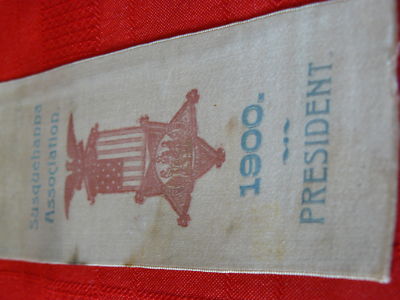 Susquehanna
Association.
1900.
PRESIDENT.